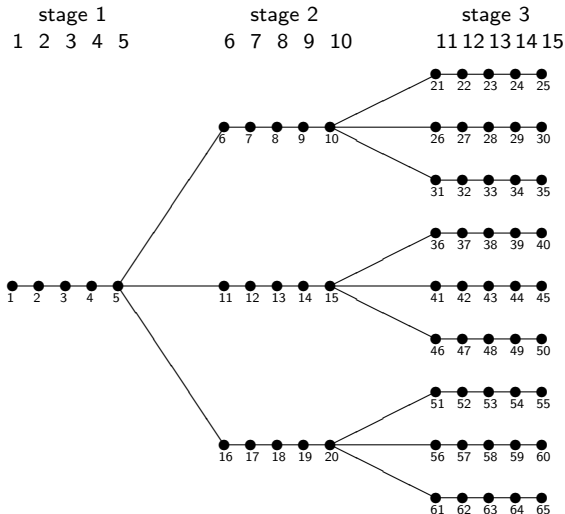 stage 1 stage 2 stage 3
1 2 3 4 5 6 7 8 9 10 11 12 13 14 15
21 22 23 24 25
6 7 8 9 10 26 27 28 29 30
31 32 33 34 35
36 37 38 39 40
1 2 3 4 5 11 12 13 14 15 41 42 43 44 45
46 47 48 49 50
51 52 53 54 55
16 17 18 19 20 56 57 58 59 60
61 62 63 64 65